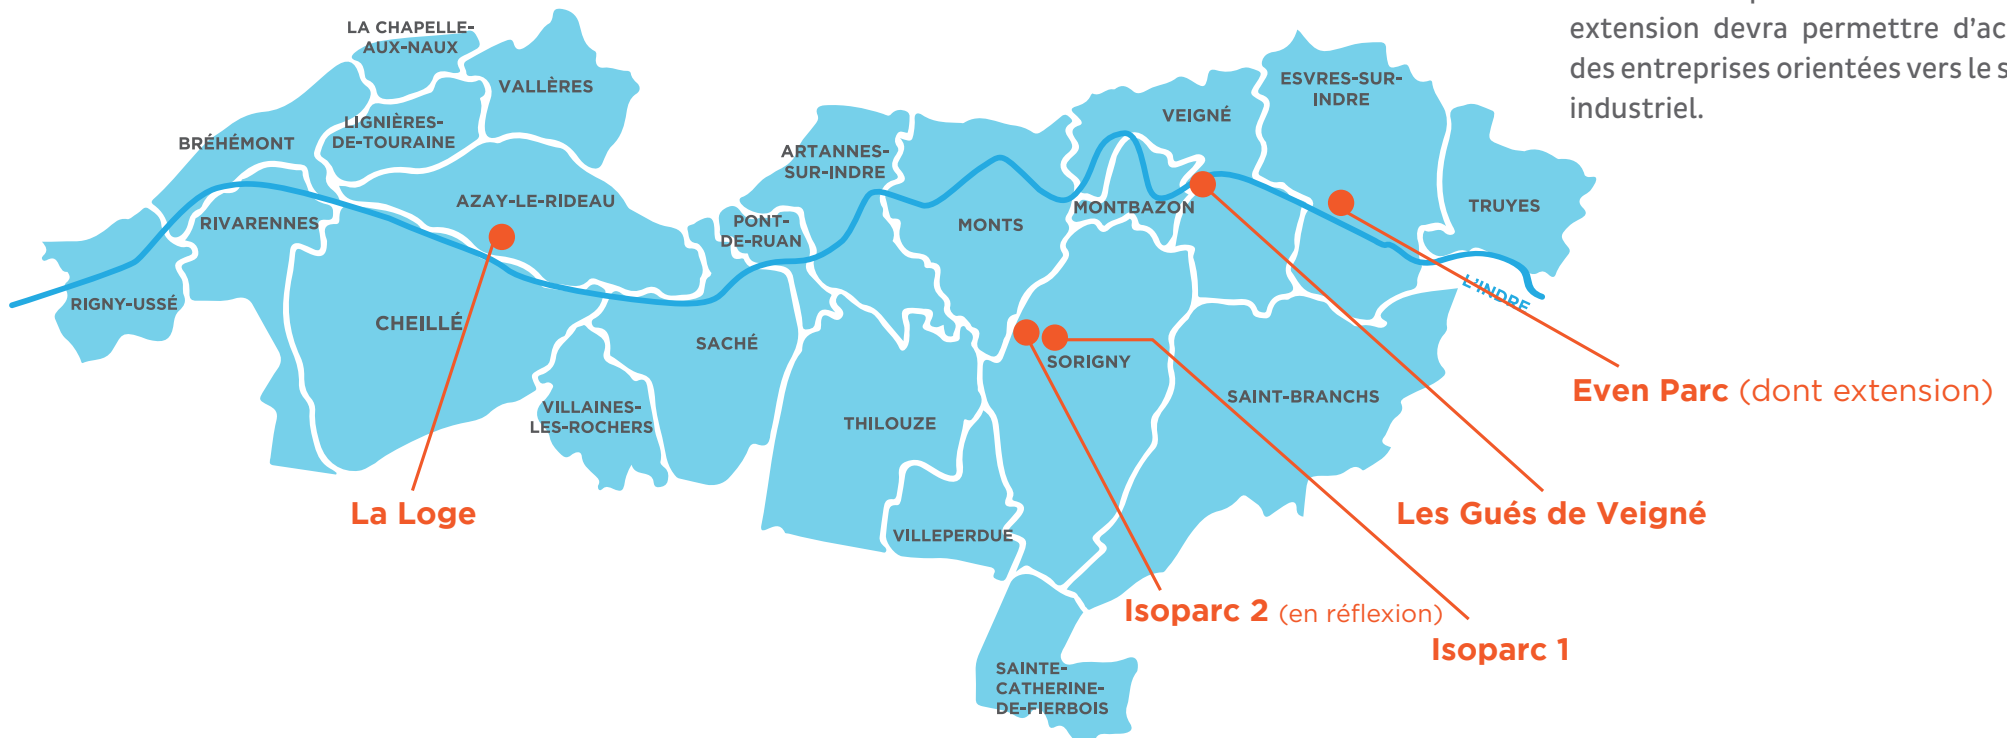 extension devra permettre d'ac
des entreprises orientées vers le s
industriel.
LA CHAPELLE-
AUX-NAUX
VALLÈRES
ESVRES-SUR-
INDRE
LIGNIÈRES-
DE-TOURAINE
BRÉHÉMONT
VEIGNÉ
ARTANNES-
SUR-INDRE
AZAY-LE-RIDEAU
RIVARENNES
PONT-
DE-RUAN
MONTS
MONTBAZON
TRUYES
L'INDRE
RIGNY-USSÉ
CHEILLÉ
SACHÉ
SORIGNY
SAINT-BRANCHS
VILLAINES-
LES-ROCHERS
THILOUZE
VILLEPERDUE
SAINTE-
CATHERINE-
DE-FIERBOIS
Even Parc (dont extension)
La Loge
Les Gués de Veigné
Isoparc 2 (en réflexion)
Isoparc 1